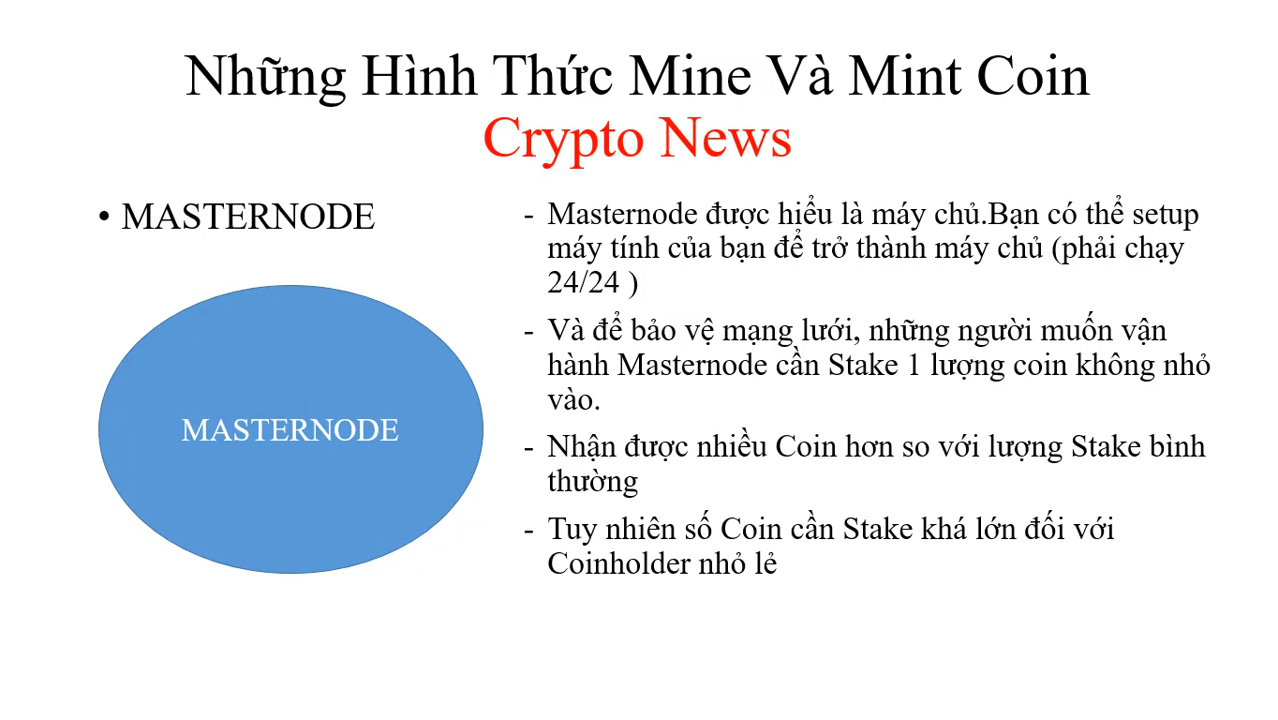 Những Hình Thức Mine Và Mint Coin
Crypto News
• MASTERNODE
MASTERNODE
- Masternode được hiểu là máy chủ.Bạn có thể setup
máy tính của bạn để trở thành máy chủ (phải chạy
24/24 )
- Và để bảo vệ mạng lưới, những người muốn vận
hành Masternode cần Stake 1 lượng coin không nhỏ
vào.
- Nhận được nhiều Coin hơn so với lượng Stake bình
thường
- Tuy nhiên số Coin cần Stake khá lớn đối với
Coinholder nhỏ lẻ